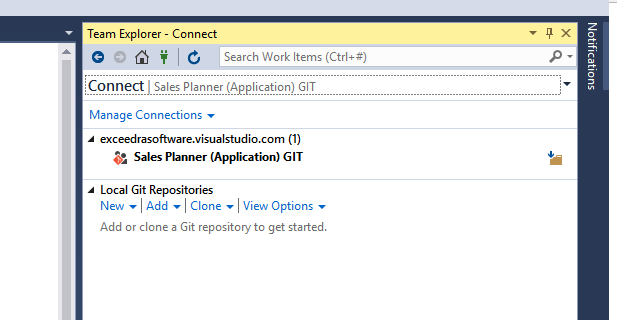 Team Explorer - Connect
Search Work Items (Ctrl+#)
Connect | Sales Planner (Application) GIT
Manage Connections
exceedrasoftware.visualstudio.com (1)
Sales Planner (Application) GIT
Local Git Repositories
New | Add | Clone | View Options
Add or clone a Git repository to get started.
Notifications